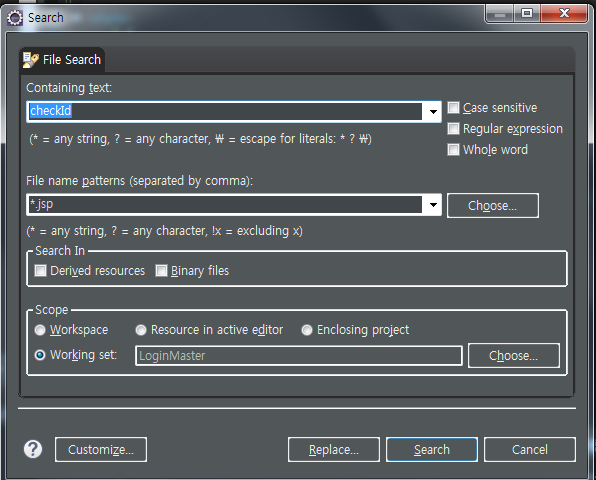 Search
File Search
Containing text:
checkId
Case sensitive
(* = any string, ? = any character, ₩ = escape for literals: * ? ₩)
Regular expression
Whole word
File name patterns (separated by comma):
*.jsp
Choose...
(* = any string, ? = any character, !x = excluding x)
Search In
Derived resources
Binary files
Scope
Workspace
Resource in active editor
Enclosing project
Working set:
LoginMaster
Choose...
?
Customize...
Replace...
Search
Cancel